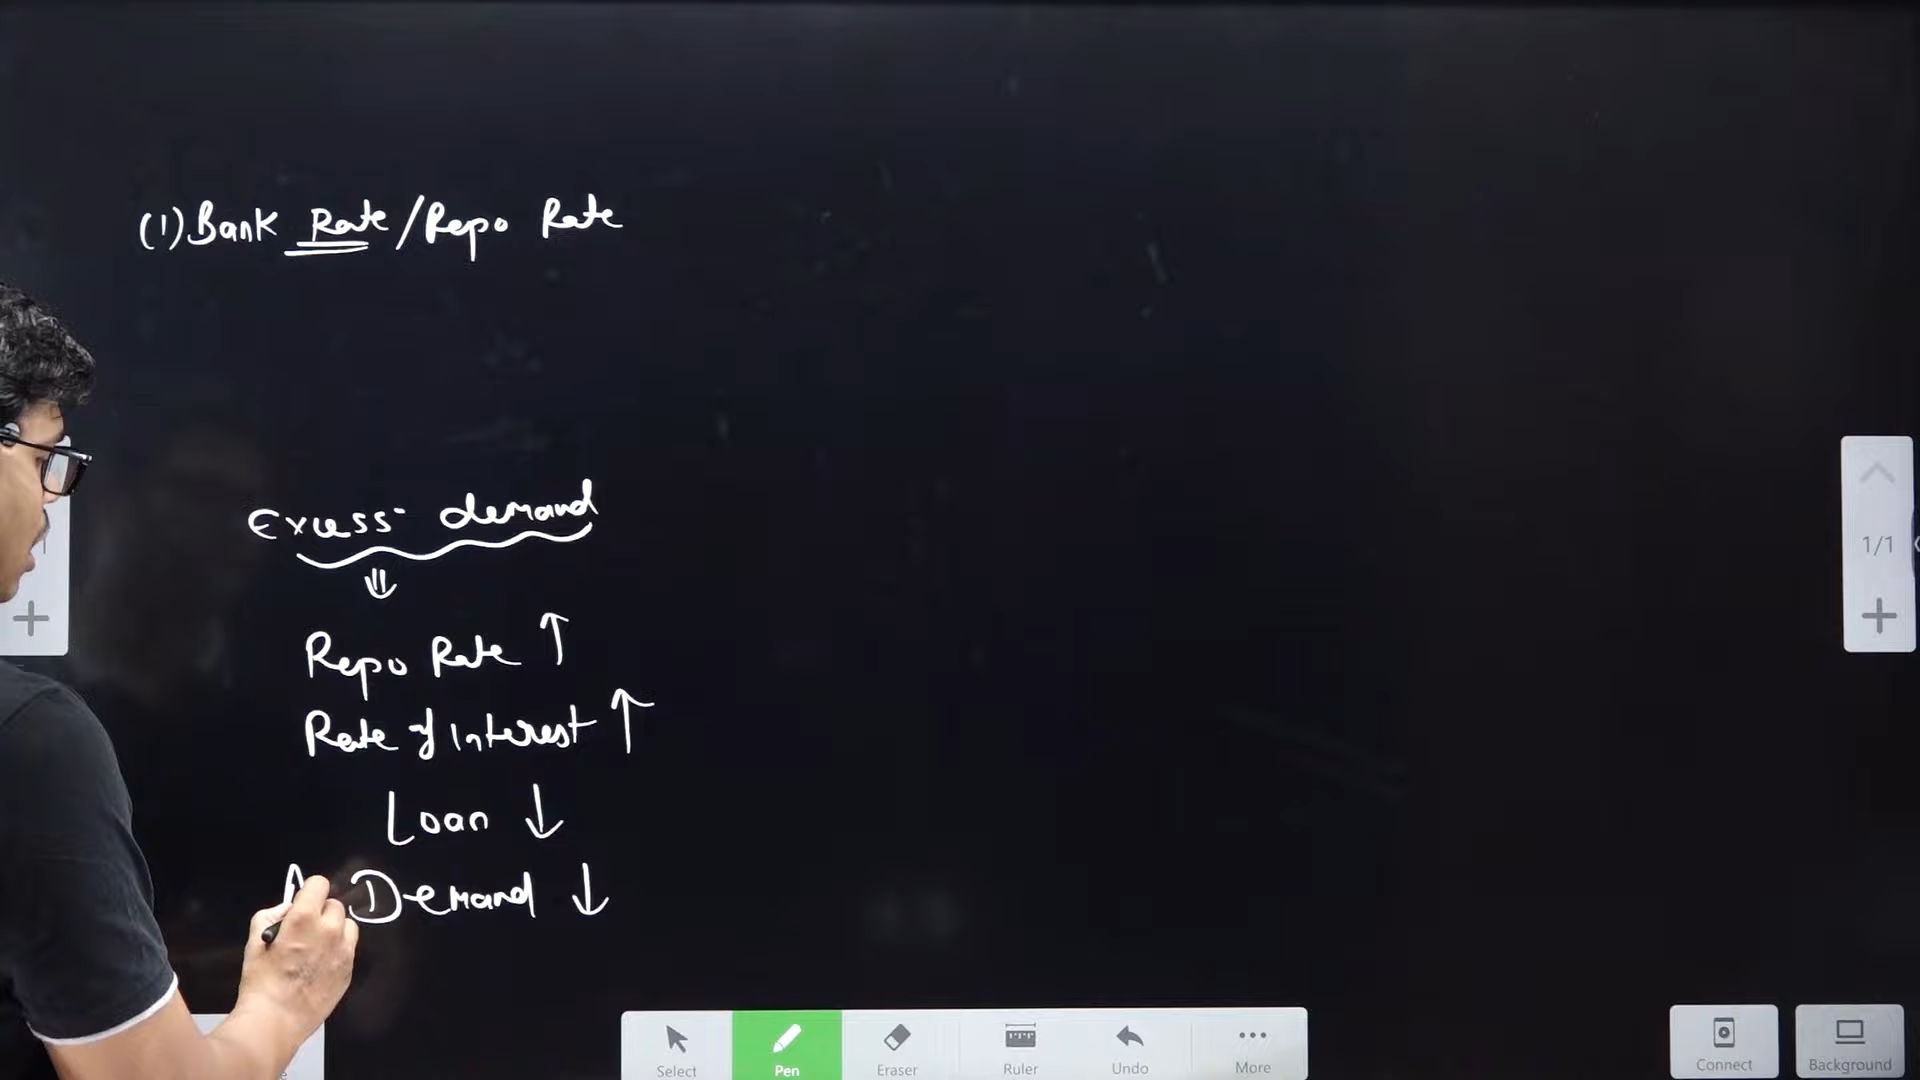 (1) Bank Rate / Repo Rate
Excess demand
⇓
Repo Rate ↑
Rate of Interest ↑
Loan ↓
A Demand ↓
1/1
Select
Pen
Eraser
Ruler
Undo
More
Connect
Background